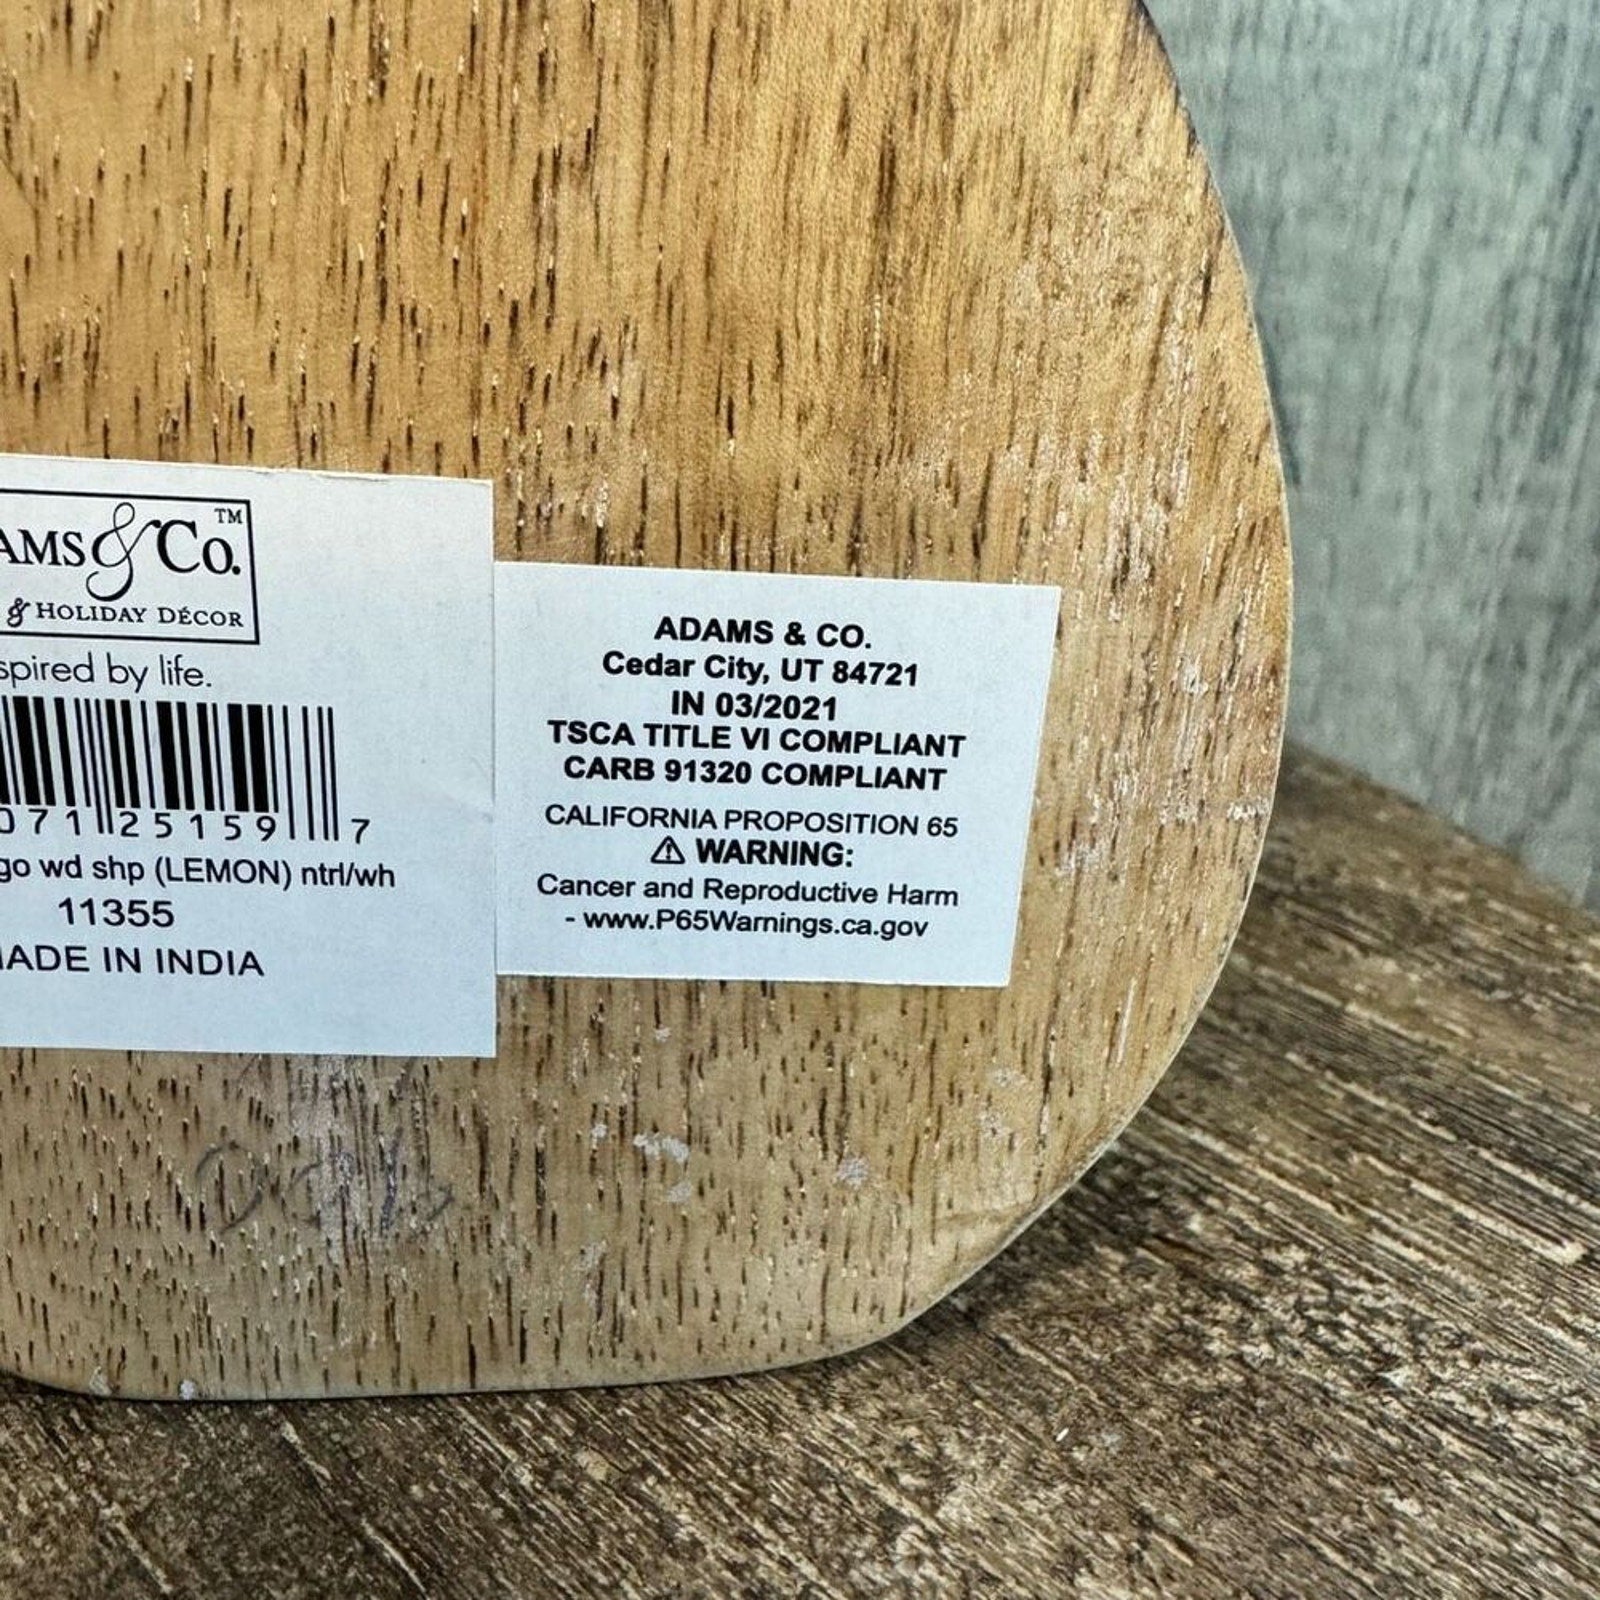 AMS & Co.™
& HOLIDAY DÉCOR
spired by life.
071 25159 7
go wd shp (LEMON) ntrl/wh
11355
ADE IN INDIA
ADAMS & CO.
Cedar City, UT 84721
IN 03/2021
TSCA TITLE VI COMPLIANT
CARB 91320 COMPLIANT
CALIFORNIA PROPOSITION 65
⚠ WARNING:
Cancer and Reproductive Harm
- www.P65Warnings.ca.gov